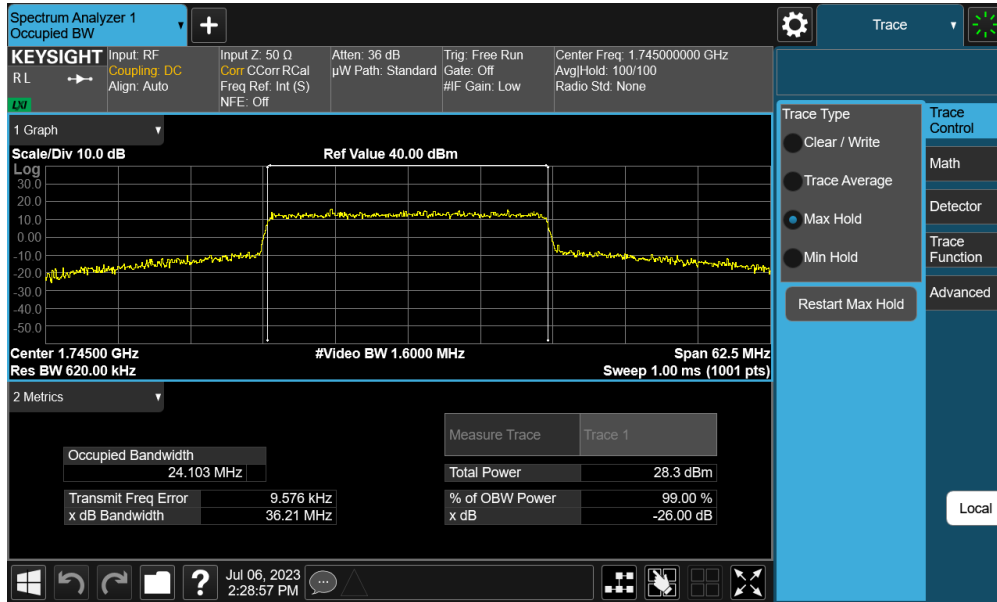 Spectrum Analyzer 1
Occupied BW
+
Trace
KEYSIGHT
R L
LXI
Input: RF
Coupling: DC
Align: Auto
Input Z: 50 Ω
Corr CCorr RCal
Freq Ref: Int (S)
NFE: Off
Atten: 36 dB
µW Path: Standard
Trig: Free Run
Gate: Off
#IF Gain: Low
Center Freq: 1.745000000 GHz
Avg|Hold: 100/100
Radio Std: None
1 Graph
Scale/Div 10.0 dB
Ref Value 40.00 dBm
Log
30.0
20.0
10.0
0.00
-10.0
-20.0
-30.0
-40.0
-50.0
Center 1.74500 GHz
#Video BW 1.6000 MHz
Span 62.5 MHz
Res BW 620.00 kHz
Sweep 1.00 ms (1001 pts)
2 Metrics
Measure Trace Trace 1
Occupied Bandwidth
24.103 MHz
Total Power 28.3 dBm
Transmit Freq Error 9.576 kHz
% of OBW Power 99.00 %
x dB Bandwidth 36.21 MHz
x dB -26.00 dB
Trace Type
Clear / Write
Trace Average
Max Hold
Min Hold
Restart Max Hold
Trace
Control
Math
Detector
Trace
Function
Advanced
Local
?
Jul 06, 2023
2:28:57 PM